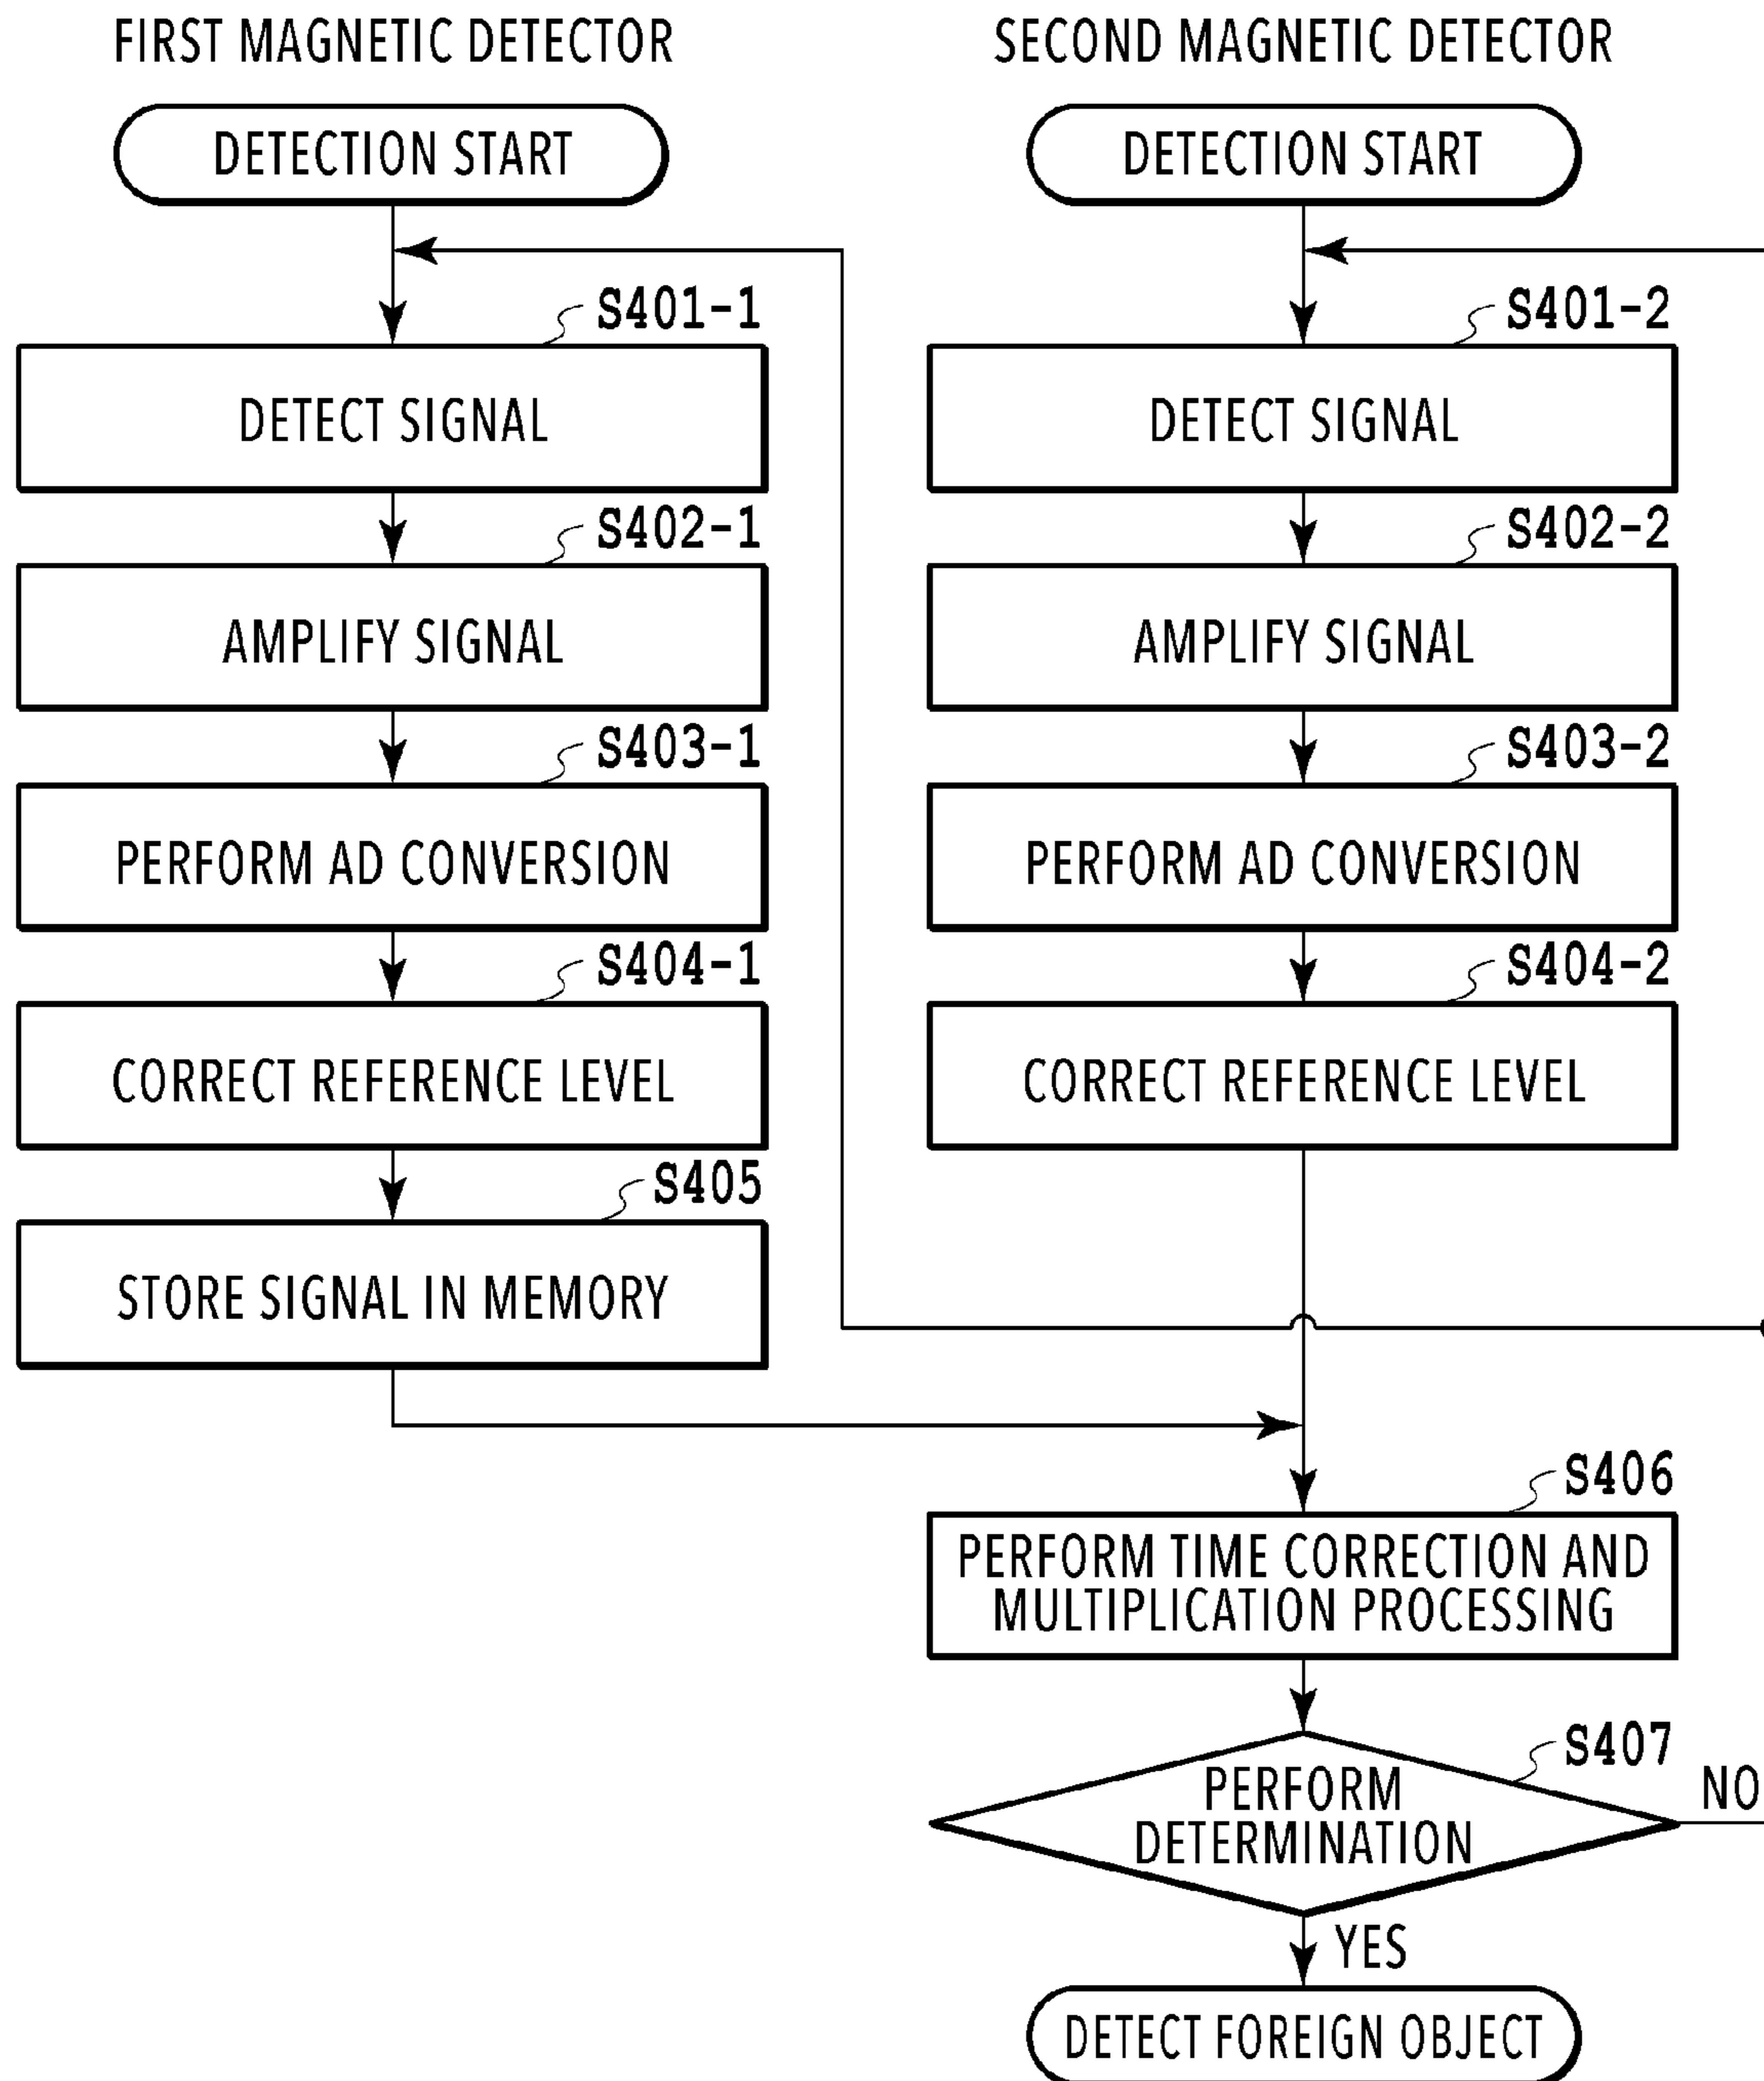 FIRST MAGNETIC DETECTOR
DETECTION START
S401-1
DETECT SIGNAL
S402-1
AMPLIFY SIGNAL
S403-1
PERFORM AD CONVERSION
S404-1
CORRECT REFERENCE LEVEL
S405
STORE SIGNAL IN MEMORY
SECOND MAGNETIC DETECTOR
DETECTION START
S401-2
DETECT SIGNAL
S402-2
AMPLIFY SIGNAL
S403-2
PERFORM AD CONVERSION
S404-2
CORRECT REFERENCE LEVEL
S406
PERFORM TIME CORRECTION AND
MULTIPLICATION PROCESSING
S407
PERFORM
DETERMINATION
NO
YES
DETECT FOREIGN OBJECT